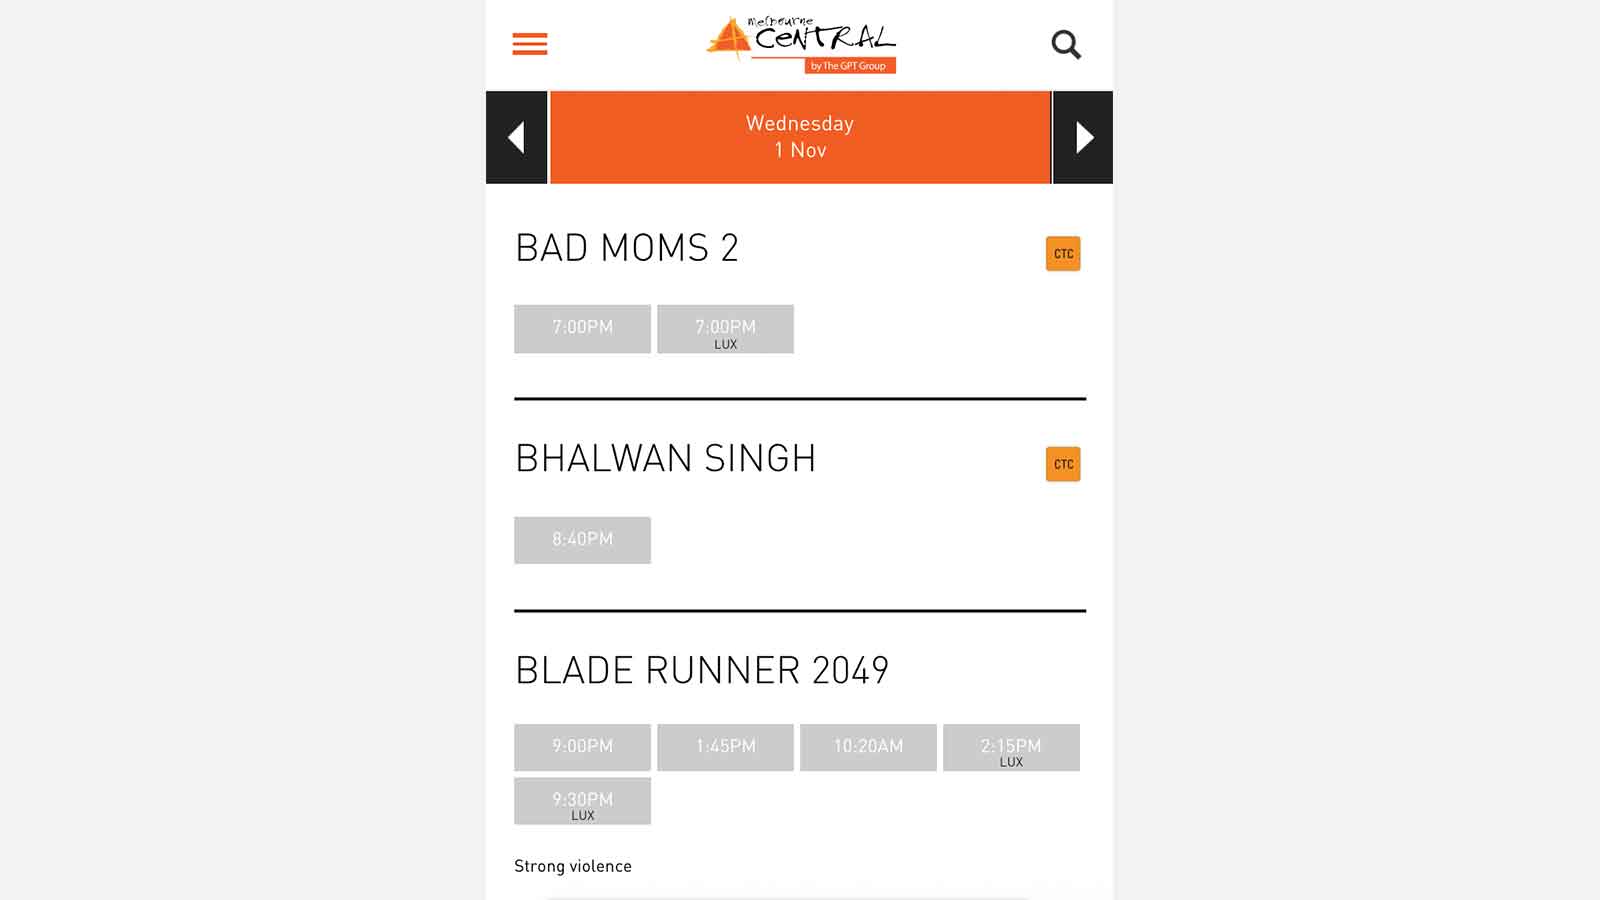 melbourne
CENTRAL
by The GPT Group
Wednesday
1 Nov
BAD MOMS 2
CTC
7:00PM
7:00PM
LUX
BHALWAN SINGH
CTC
8:40PM
BLADE RUNNER 2049
9:00PM
1:45PM
10:20AM
2:15PM
LUX
9:30PM
LUX
Strong violence